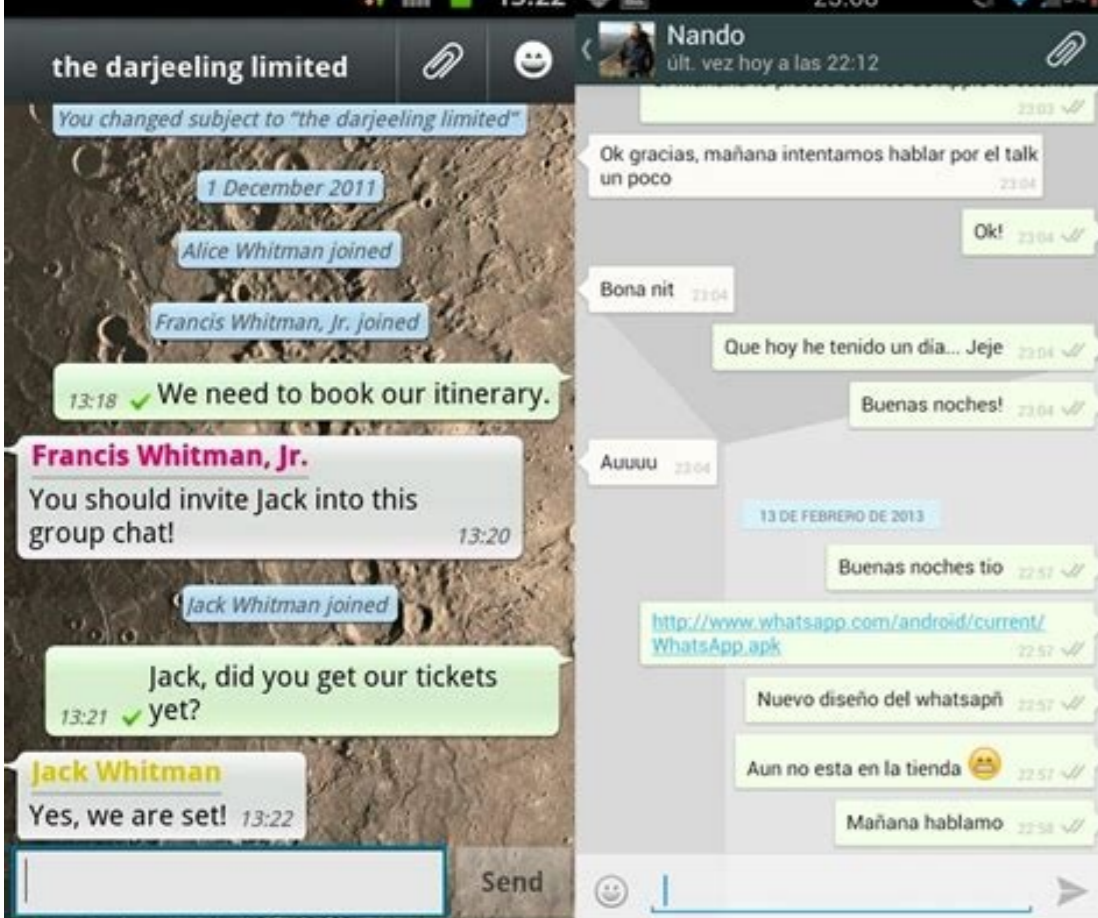 13:22
the darjeeling limited
You changed subject to "the darjeeling limited"
1 December 2011
Alice Whitman joined
Francis Whitman, Jr. joined
13:18 We need to book our itinerary.
Francis Whitman, Jr.
You should invite Jack into this
group chat!
13:20
Jack Whitman joined
Jack, did you get our tickets
13:21 yet?
Jack Whitman
Yes, we are set! 13:22
Send
Nando
últ. vez hoy a las 22:12
23:03
Ok gracias, mañana intentamos hablar por el talk
un poco
23:04
Ok! 23:04
Bona nit 23:04
Que hoy he tenido un dia... Jeje 23:04
Buenas noches! 23:04
Auuuu 23:04
13 DE FEBRERO DE 2013
Buenas noches tio 22:57
http://www.whatsapp.com/android/current/
WhatsApp.apk 22:57
Nuevo diseño del whatsapñ 22:57
Aun no esta en la tienda 😁 22:57
Mañana hablamo 22:58